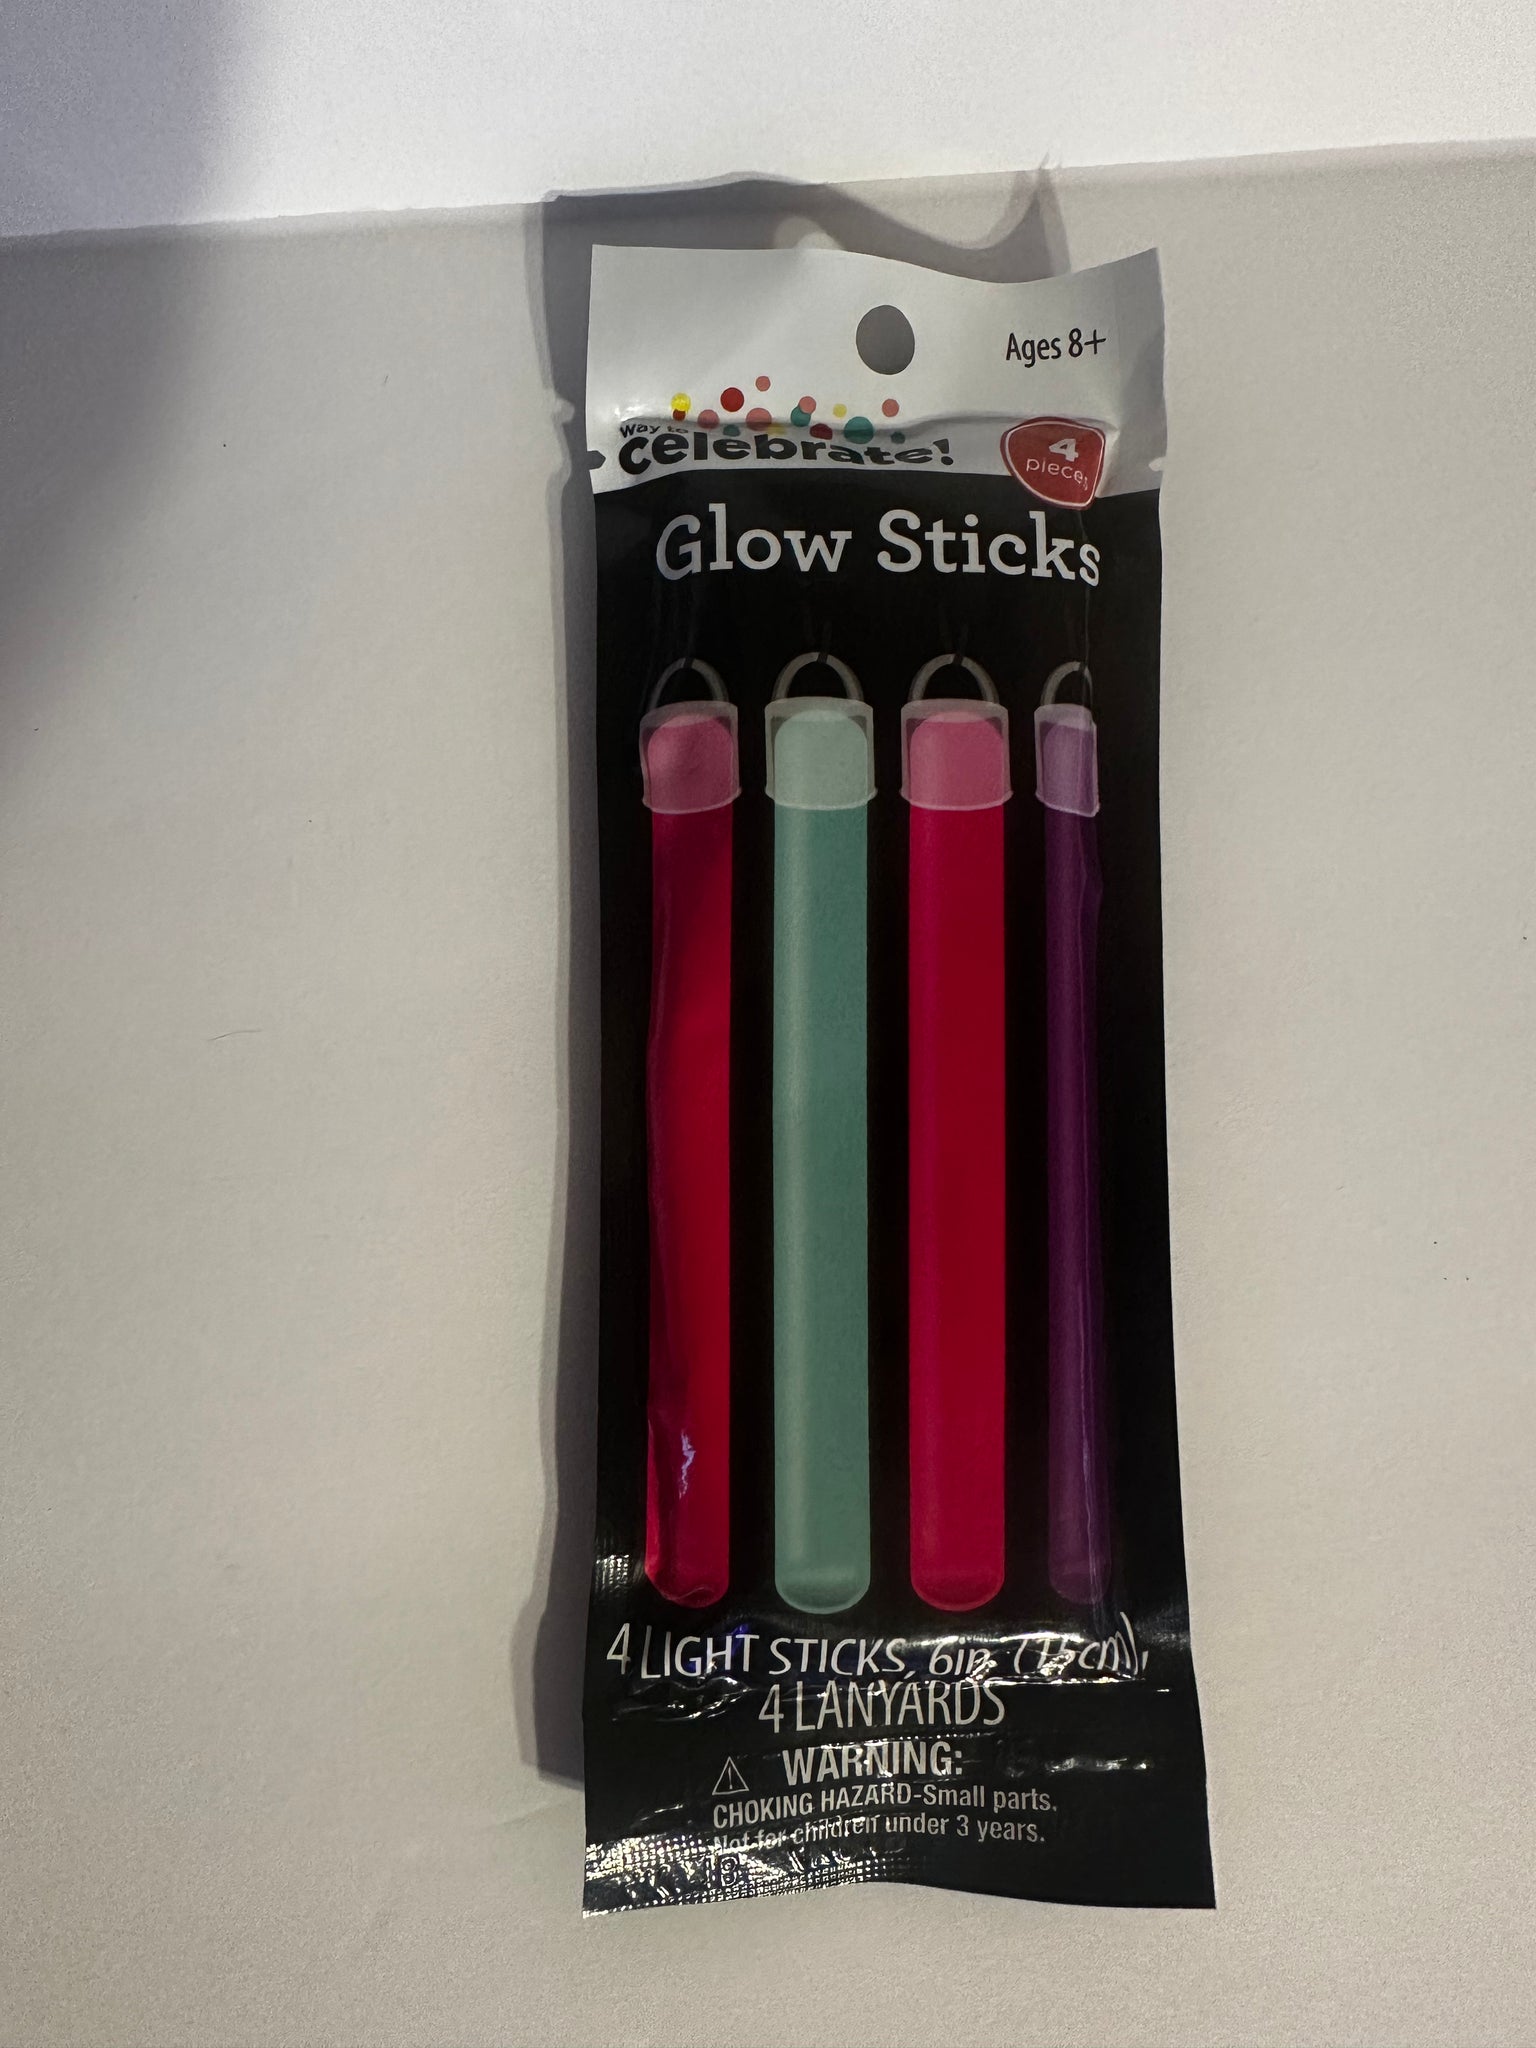 Ages 8+
Way to
celebrate!
4
pieces
Glow Sticks
4 LIGHT STICKS, 6in. (15cm),
4 LANYARDS
WARNING:
CHOKING HAZARD-Small parts.
Not for children under 3 years.